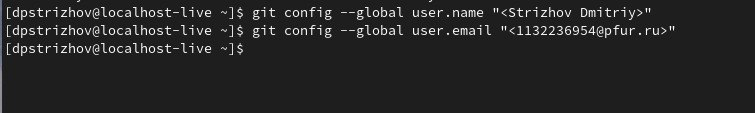 [dpstrizhov@localhost-live ~]$ git config --global user.name "<Strizhov Dmitriy>"
[dpstrizhov@localhost-live ~]$ git config --global user.email "<1132236954@pfur.ru>"
[dpstrizhov@localhost-live ~]$